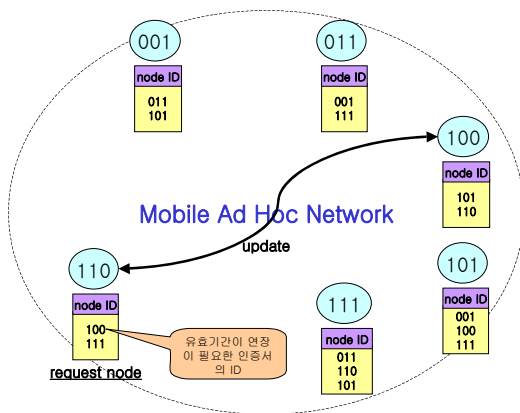 001
node ID
011
101
011
node ID
001
111
100
node ID
101
110
Mobile Ad Hoc Network
update
110
node ID
100
111
request node
유효기간이 연장
이 필요한 인증서
의 ID
111
node ID
011
110
101
101
node ID
001
100
111